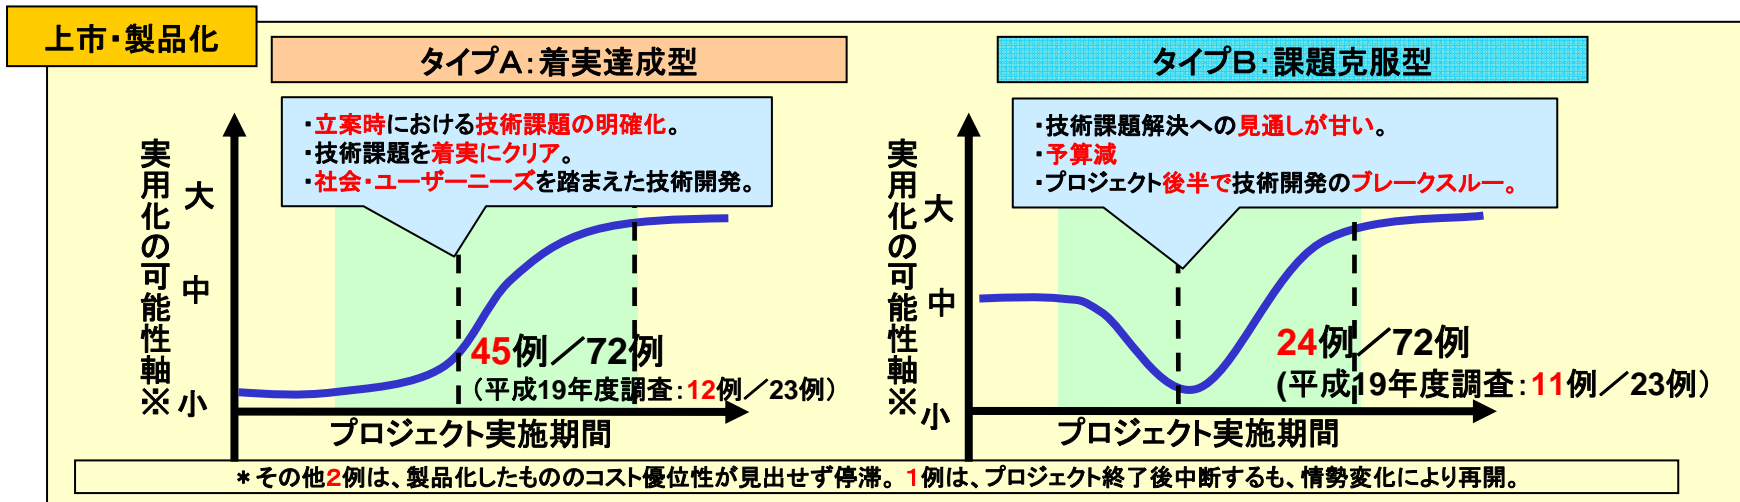 上市・製品化
タイプA：着実達成型
・立案時における技術課題の明確化。
・技術課題を着実にクリア。
・社会・ユーザーニーズを踏まえた技術開発。
実用化の可能性軸※
大
中
小
45例／72例
（平成19年度調査：12例／23例）
プロジェクト実施期間
タイプB：課題克服型
・技術課題解決への見通しが甘い。
・予算減
・プロジェクト後半で技術開発のブレークスルー。
実用化の可能性軸※
大
中
小
24例／72例
(平成19年度調査：11例／23例）
プロジェクト実施期間
＊その他2例は、製品化したもののコスト優位性が見出せず停滞。1例は、プロジェクト終了後中断するも、情勢変化により再開。